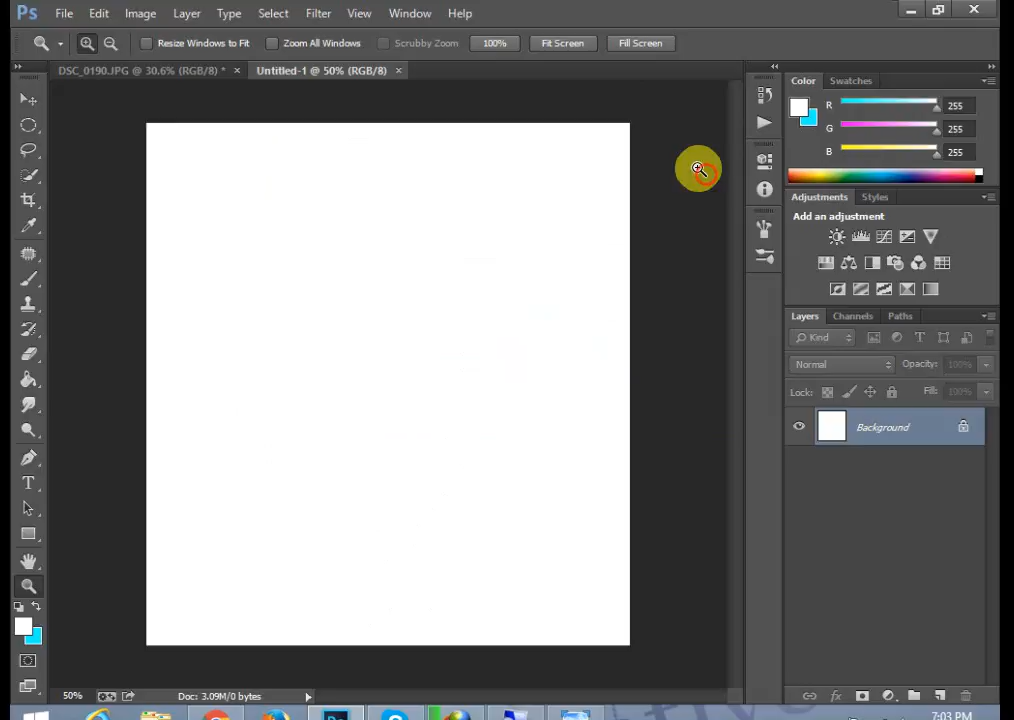 Ps File Edit Image Layer Type Select Filter View Window Help
Resize Windows to Fit Zoom All Windows Scrubby Zoom 100% Fit Screen Fill Screen
DSC_0190.JPG @ 30.6% (RGB/8) * × Untitled-1 @ 50% (RGB/8) ×
Color Swatches
R 255
G 255
B 255
Adjustments Styles
Add an adjustment
Layers Channels Paths
Kind
Normal Opacity: 100%
Lock: Fill: 100%
Background
50% Doc: 3.09M/0 bytes
7:03 PM